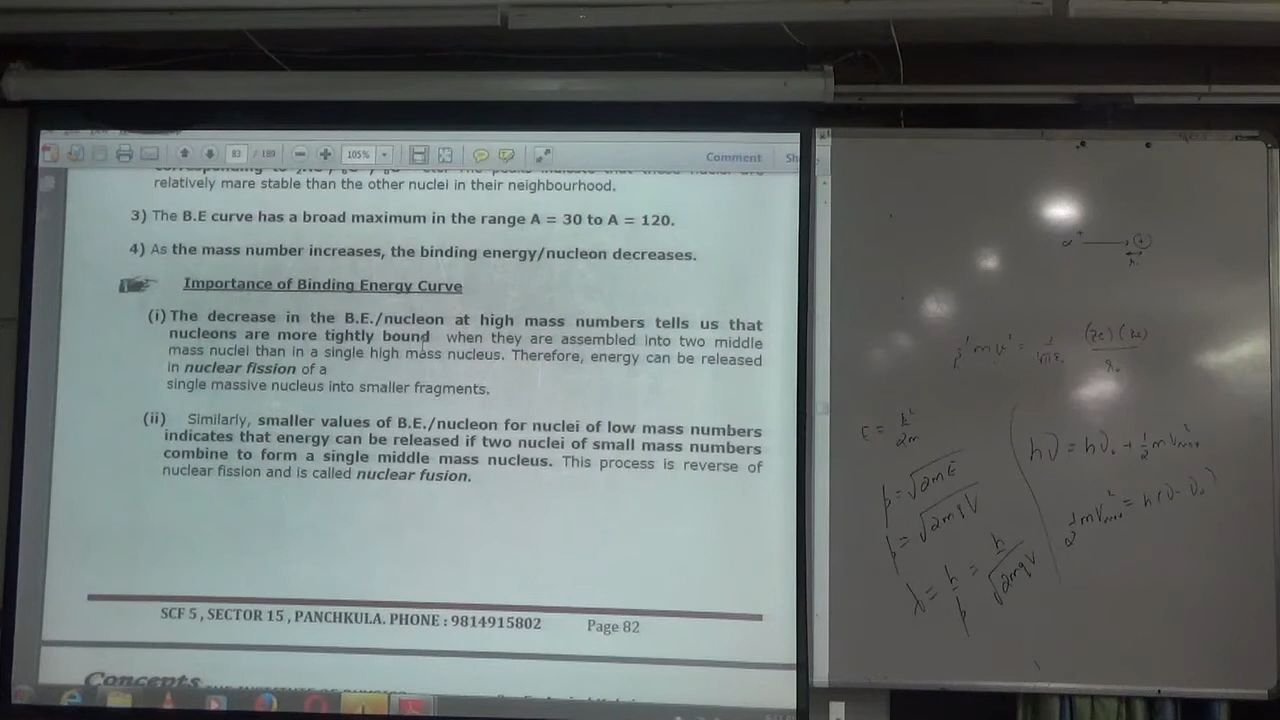 83 / 189
105%
Comment
relatively mare stable than the other nuclei in their neighbourhood.
3) The B.E curve has a broad maximum in the range A = 30 to A = 120.
4) As the mass number increases, the binding energy/nucleon decreases.
Importance of Binding Energy Curve
(i) The decrease in the B.E./nucleon at high mass numbers tells us that
nucleons are more tightly bound when they are assembled into two middle
mass nuclei than in a single high mass nucleus. Therefore, energy can be released
in nuclear fission of a
single massive nucleus into smaller fragments.
(ii) Similarly, smaller values of B.E./nucleon for nuclei of low mass numbers
indicates that energy can be released if two nuclei of small mass numbers
combine to form a single middle mass nucleus. This process is reverse of
nuclear fission and is called nuclear fusion.
SCF 5 , SECTOR 15 , PANCHKULA. PHONE : 9814915802 Page 82
Concepts
p = √2mE
p = √2mqV
λ = h/p = h/√2mqV
hν = hν₀ + ½mv²max
½mv²max = h(ν - ν₀)